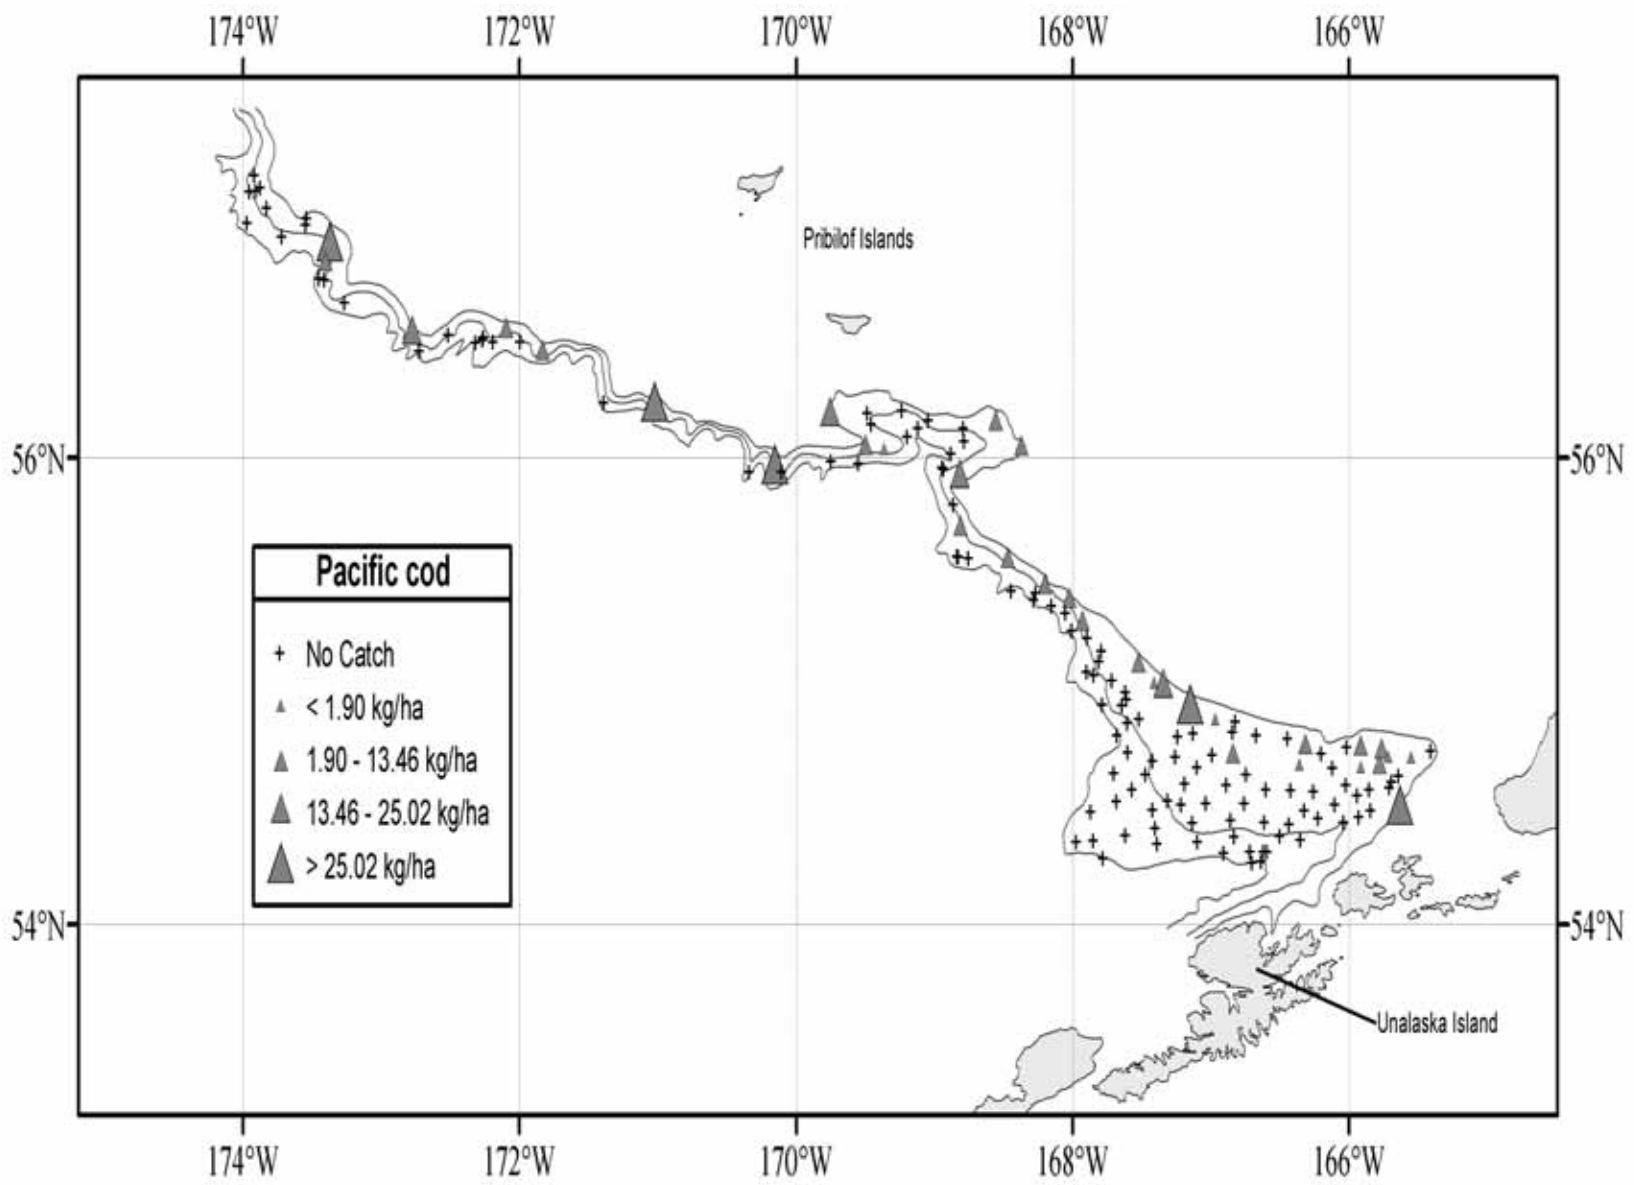 174°W 172°W 170°W 168°W 166°W
Pribilof Islands
56°N 56°N
Pacific cod
No Catch
< 1.90 kg/ha
1.90 - 13.46 kg/ha
13.46 - 25.02 kg/ha
> 25.02 kg/ha
54°N 54°N
Unalaska Island
174°W 172°W 170°W 168°W 166°W